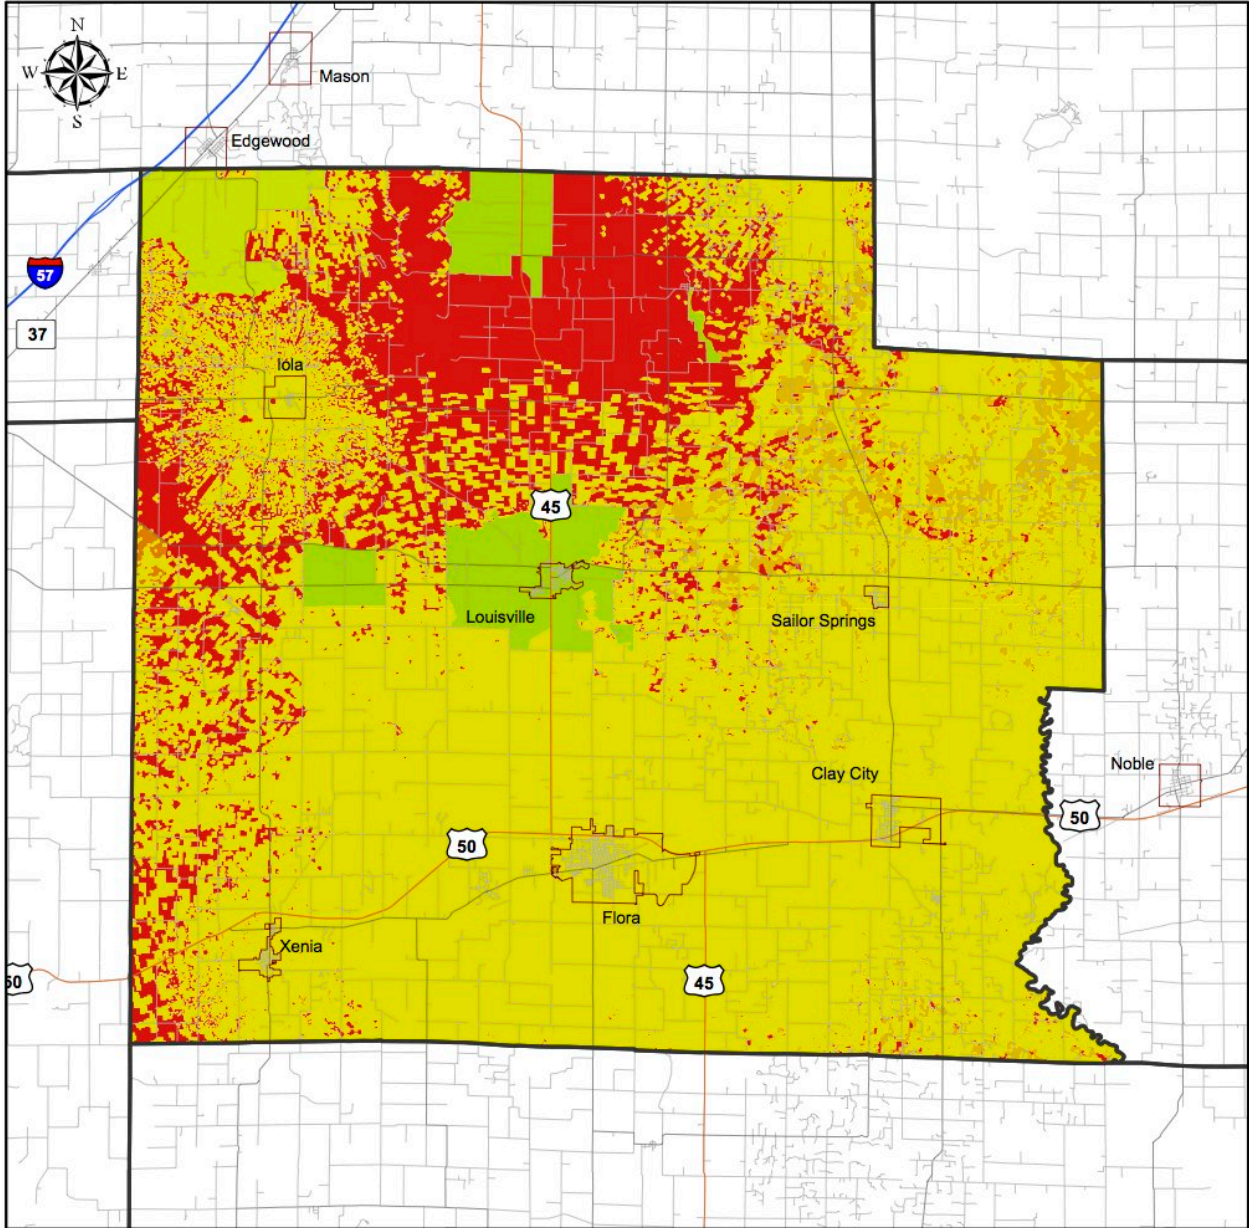 N
W E
S
Mason
Edgewood
57
37
Iola
45
Louisville
Sailor Springs
Clay City
Noble
50
50
Flora
Xenia
50
45